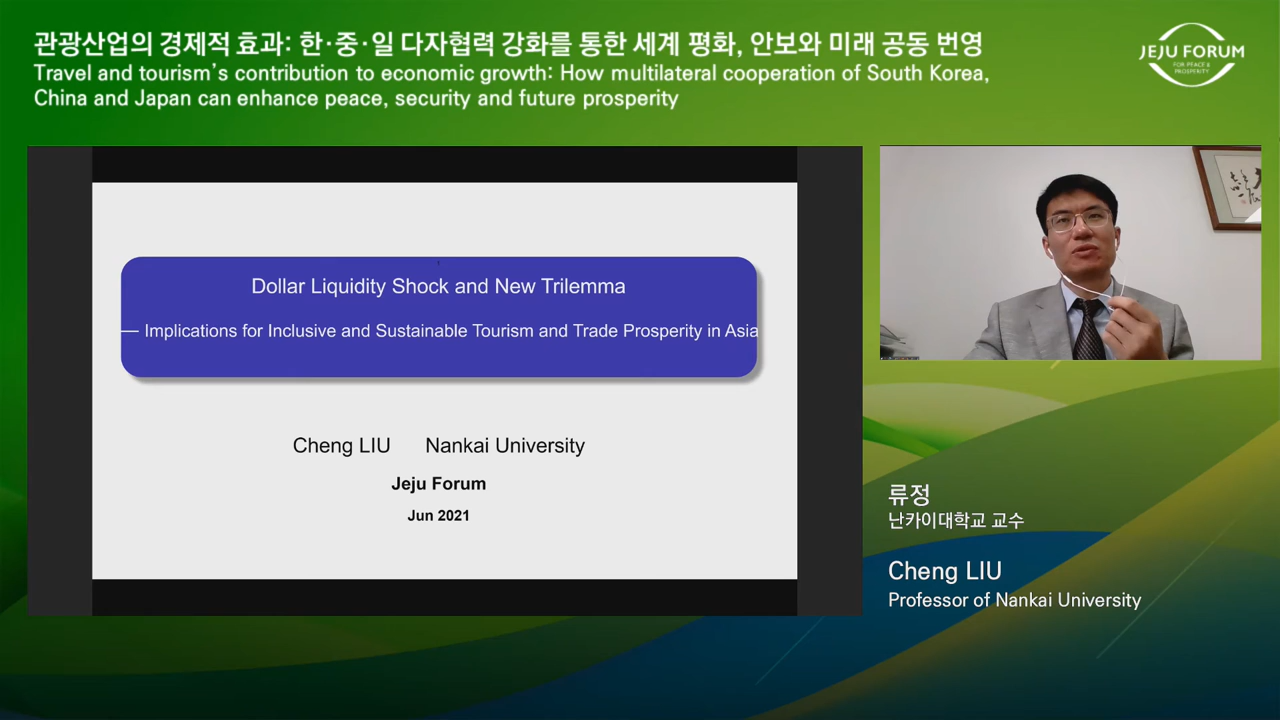 관광산업의 경제적 효과: 한·중·일 다자협력 강화를 통한 세계 평화, 안보와 미래 공동 번영
Travel and tourism's contribution to economic growth: How multilateral cooperation of South Korea,
China and Japan can enhance peace, security and future prosperity
JEJU FORUM
FOR PEACE &
PROSPERITY
Dollar Liquidity Shock and New Trilemma
— Implications for Inclusive and Sustainable Tourism and Trade Prosperity in Asia
Cheng LIU Nankai University
Jeju Forum
Jun 2021
류정
난카이대학교 교수
Cheng LIU
Professor of Nankai University